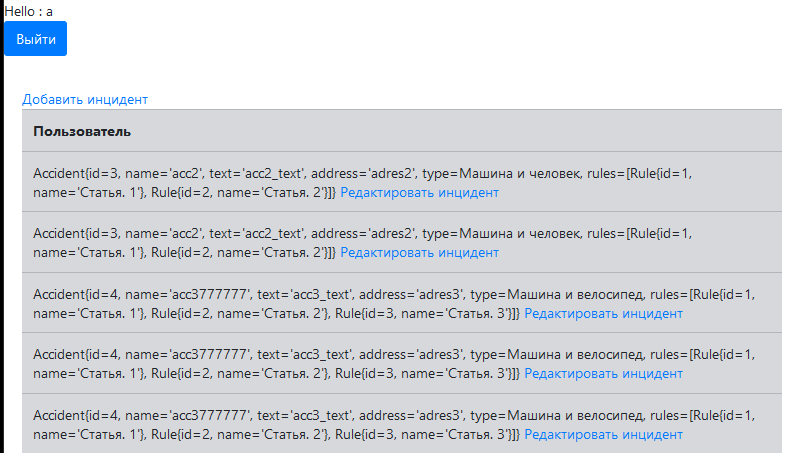 Hello : a
Выйти
Добавить инцидент
Пользователь
Accident{id=3, name='acc2', text='acc2_text', address='adres2', type=Машина и человек, rules=[Rule{id=1,
name='Статья. 1'}, Rule{id=2, name='Статья. 2'}]} Редактировать инцидент
Accident{id=3, name='acc2', text='acc2_text', address='adres2', type=Машина и человек, rules=[Rule{id=1,
name='Статья. 1'}, Rule{id=2, name='Статья. 2'}]} Редактировать инцидент
Accident{id=4, name='acc3777777', text='acc3_text', address='adres3', type=Машина и велосипед, rules=[Rule{id=1,
name='Статья. 1'}, Rule{id=2, name='Статья. 2'}, Rule{id=3, name='Статья. 3'}]} Редактировать инцидент
Accident{id=4, name='acc3777777', text='acc3_text', address='adres3', type=Машина и велосипед, rules=[Rule{id=1,
name='Статья. 1'}, Rule{id=2, name='Статья. 2'}, Rule{id=3, name='Статья. 3'}]} Редактировать инцидент
Accident{id=4, name='acc3777777', text='acc3_text', address='adres3', type=Машина и велосипед, rules=[Rule{id=1,
name='Статья. 1'}, Rule{id=2, name='Статья. 2'}, Rule{id=3, name='Статья. 3'}]} Редактировать инцидент